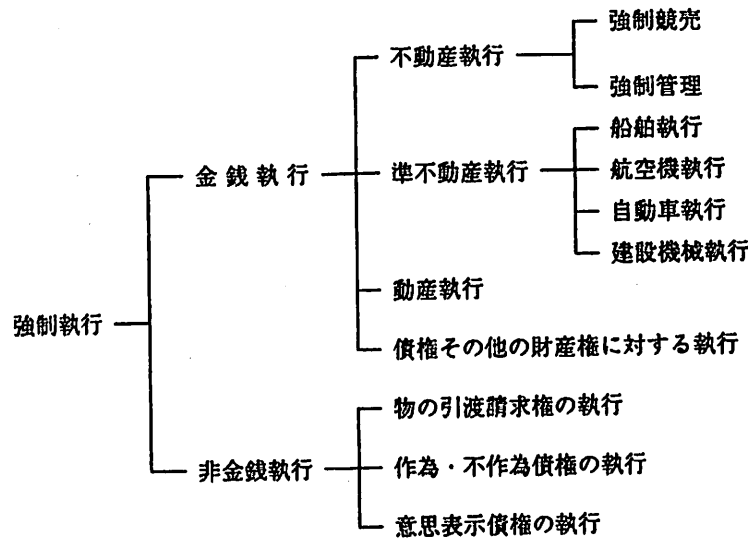 強制執行
金銭執行
不動産執行
強制競売
強制管理
準不動産執行
船舶執行
航空機執行
自動車執行
建設機械執行
動産執行
債権その他の財産権に対する執行
非金銭執行
物の引渡請求権の執行
作為・不作為債権の執行
意思表示債権の執行